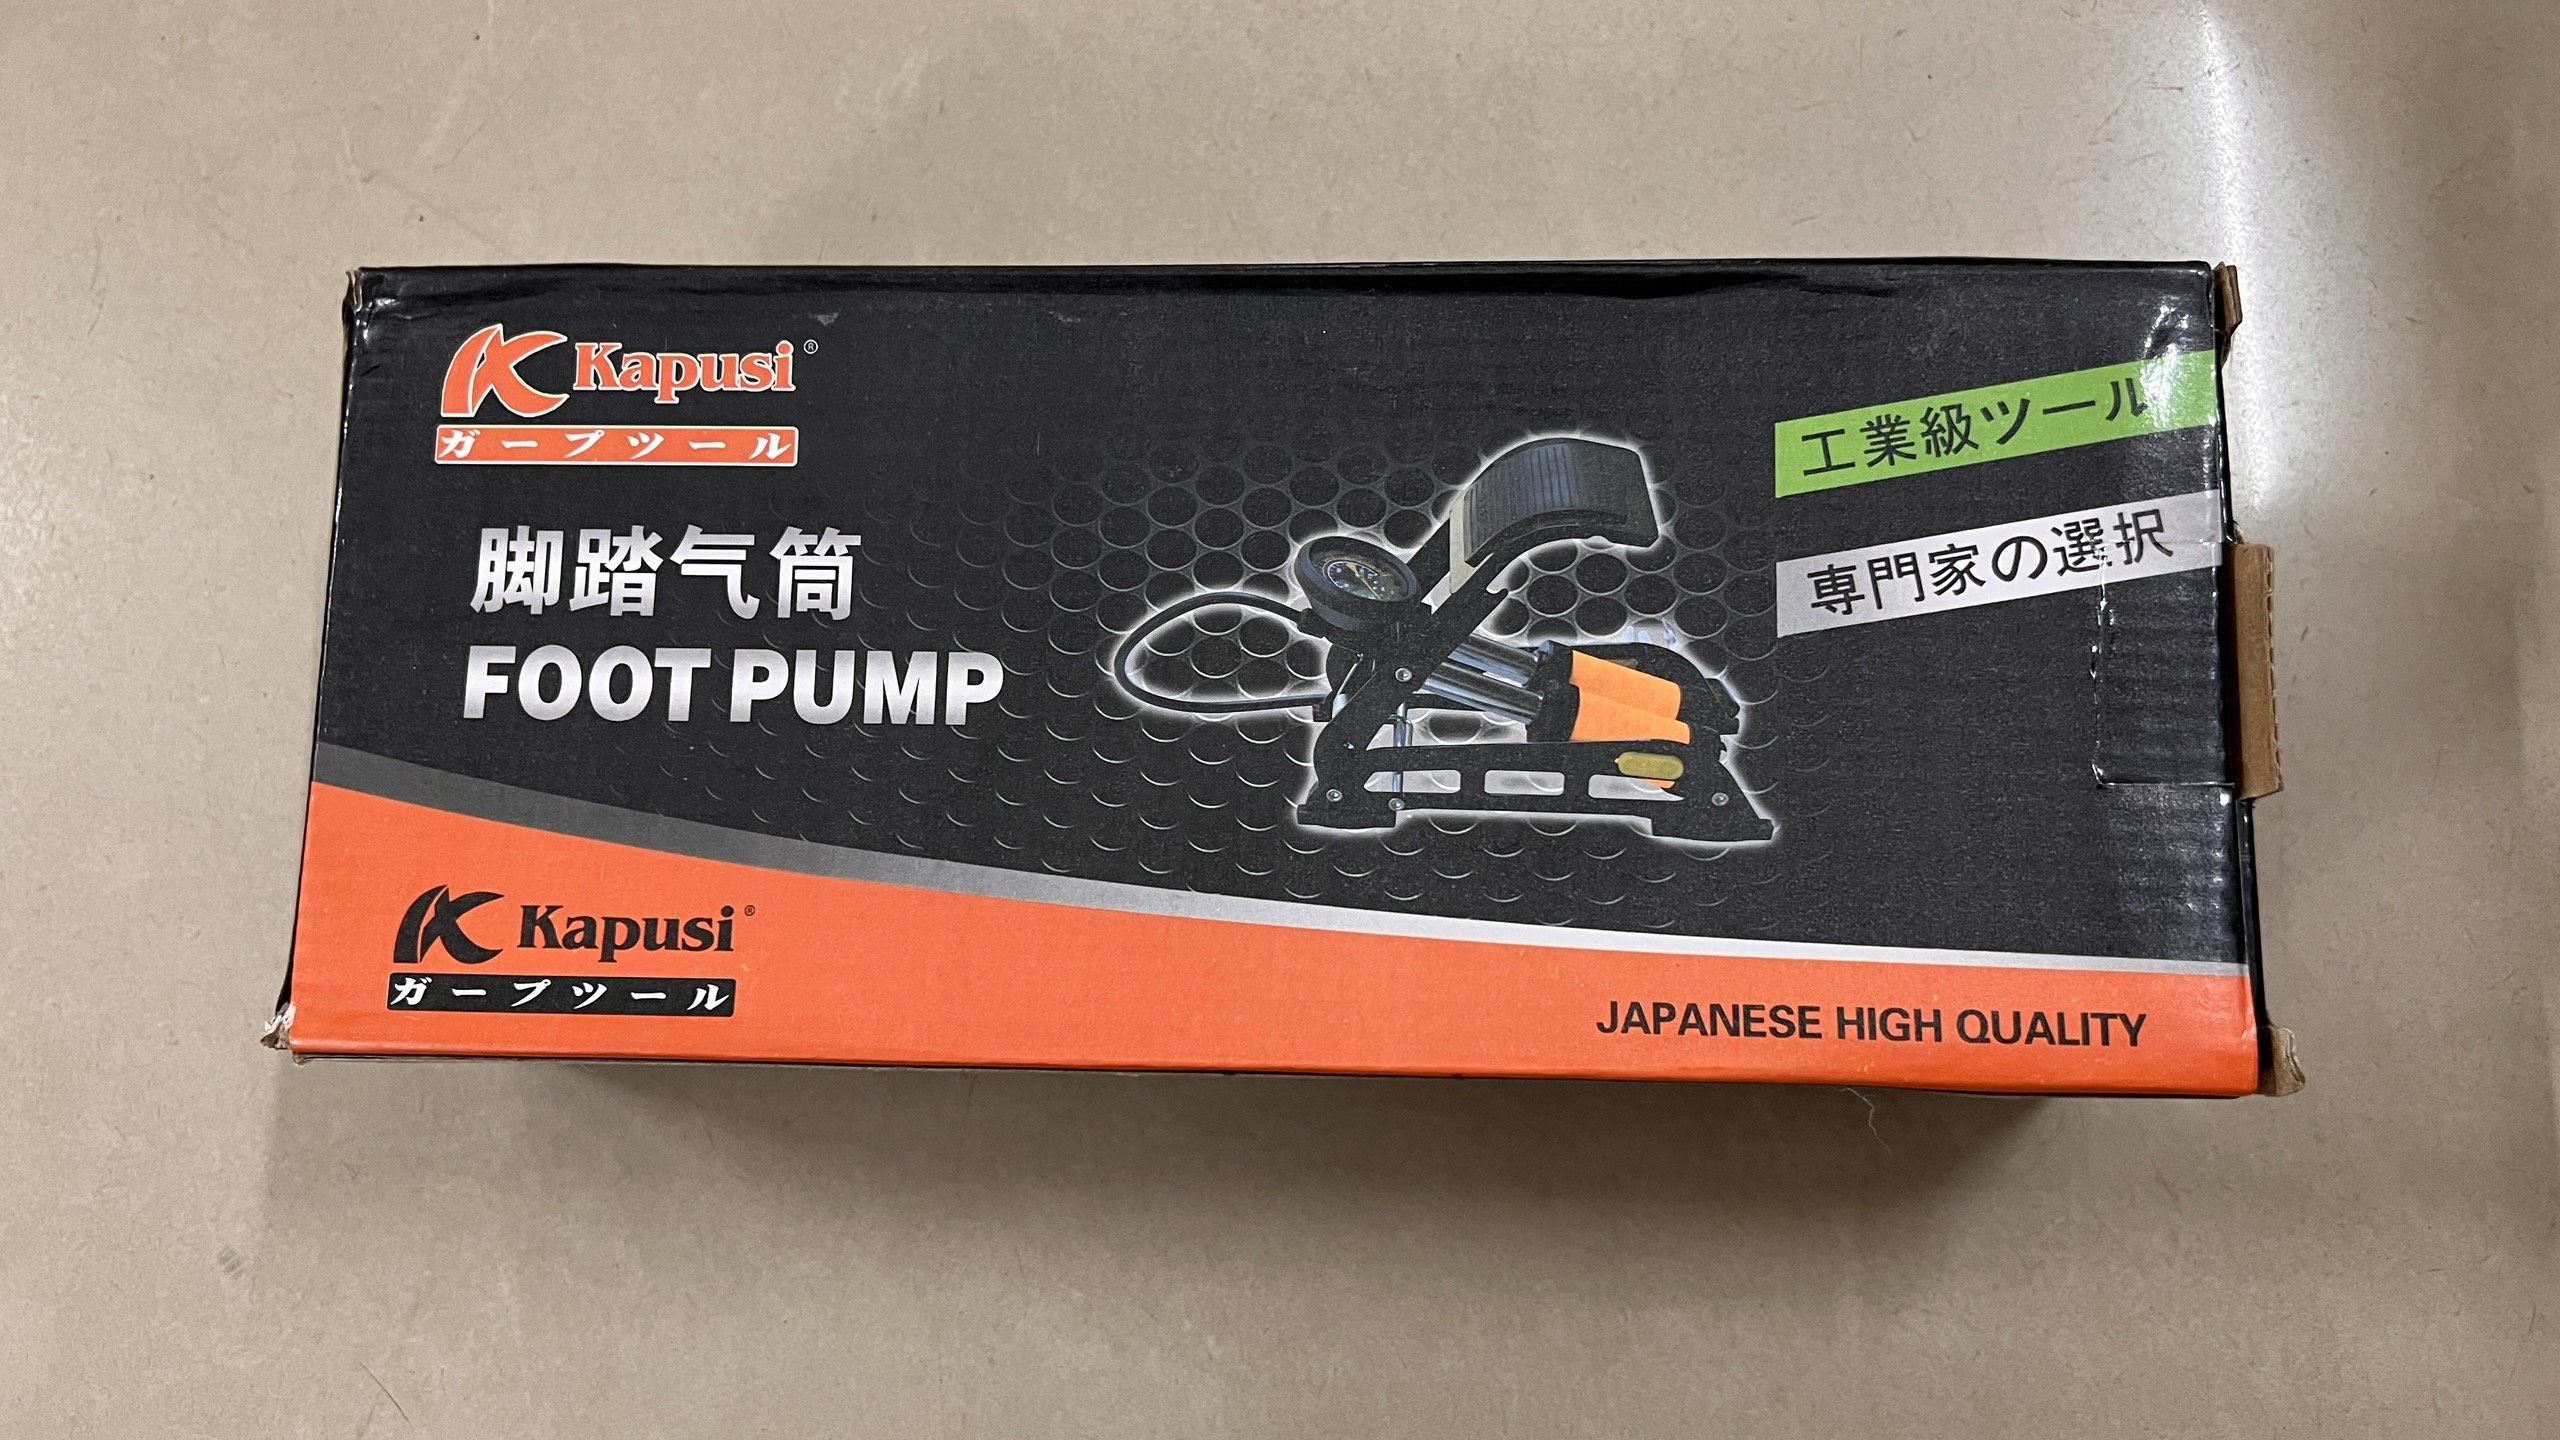 Kapusi®
ガープツール
脚踏气筒
FOOT PUMP
工業級ツール
専門家の選択
Kapusi®
ガープツール
JAPANESE HIGH QUALITY